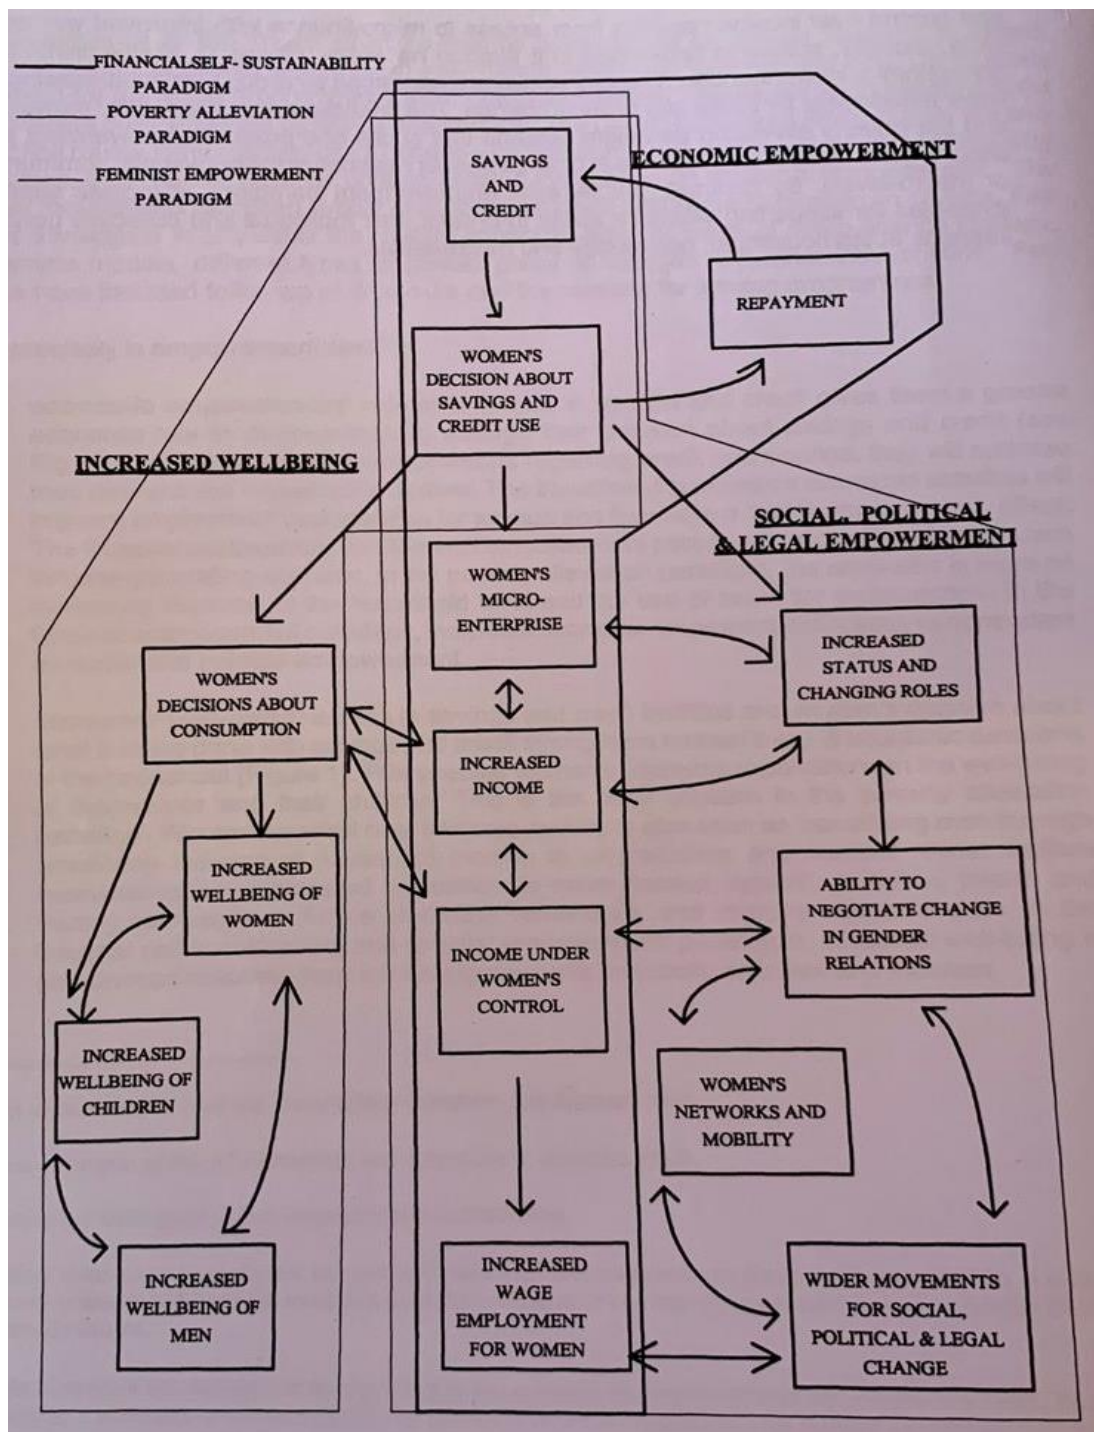 FINANCIALSELF- SUSTAINABILITY
PARADIGM
POVERTY ALLEVIATION
PARADIGM
FEMINIST EMPOWERMENT
PARADIGM
SAVINGS
AND
CREDIT
ECONOMIC EMPOWERMENT
REPAYMENT
WOMEN'S
DECISION ABOUT
SAVINGS AND
CREDIT USE
INCREASED WELLBEING
SOCIAL, POLITICAL
& LEGAL EMPOWERMENT
WOMEN'S
MICRO-
ENTERPRISE
INCREASED
STATUS AND
CHANGING ROLES
WOMEN'S
DECISIONS ABOUT
CONSUMPTION
INCREASED
INCOME
INCREASED
WELLBEING OF
WOMEN
ABILITY TO
NEGOTIATE CHANGE
IN GENDER
RELATIONS
INCOME UNDER
WOMEN'S
CONTROL
INCREASED
WELLBEING OF
CHILDREN
WOMEN'S
NETWORKS AND
MOBILITY
INCREASED
WELLBEING OF
MEN
INCREASED
WAGE
EMPLOYMENT
FOR WOMEN
WIDER MOVEMENTS
FOR SOCIAL,
POLITICAL & LEGAL
CHANGE